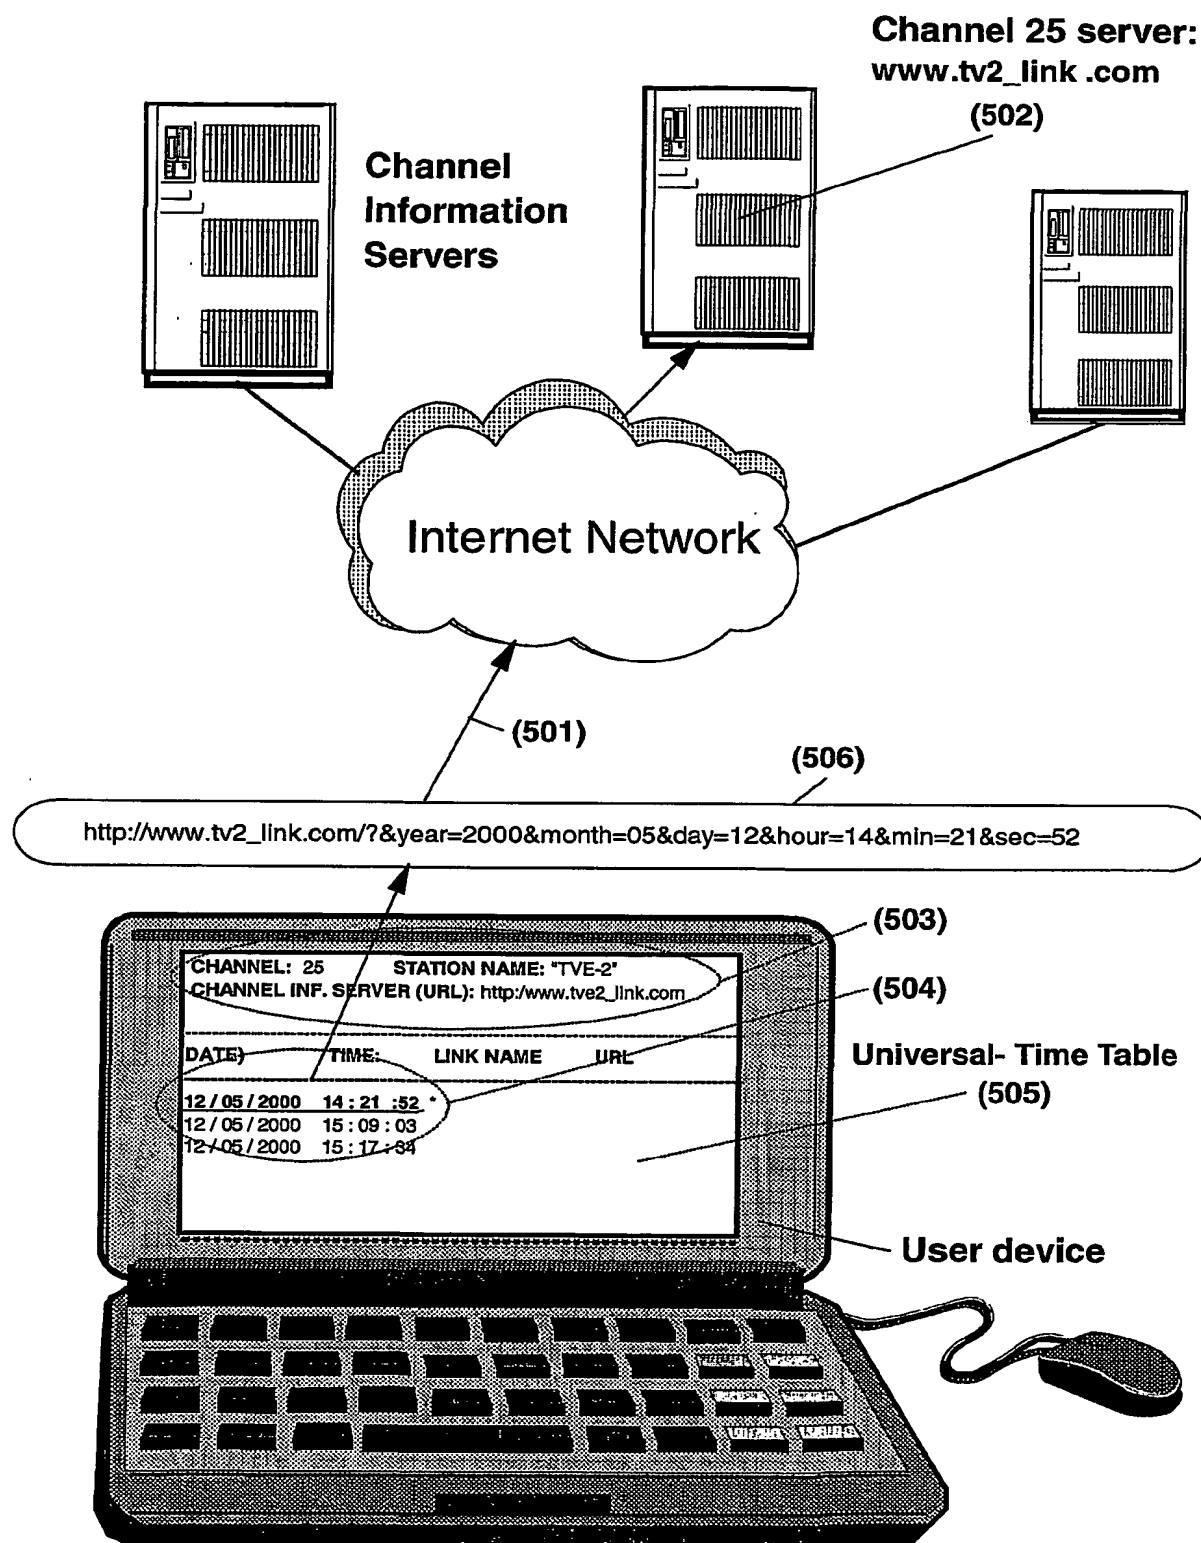 Channel 25 server:
www.tv2_link .com
(502)
Channel
Information
Servers
Internet Network
(501)
(506)
http://www.tv2_link.com/?&year=2000&month=05&day=12&hour=14&min=21&sec=52
(503)
CHANNEL: 25 STATION NAME: "TVE-2"
CHANNEL INF. SERVER (URL): http:/www.tve2_link.com
(504)
DATE) TIME: LINK NAME URL
Universal- Time Table
(505)
12 / 05 / 2000 14 : 21 :52 *
12 / 05 / 2000 15 : 09 : 03
12 / 05 / 2000 15 : 17 : 34
User device